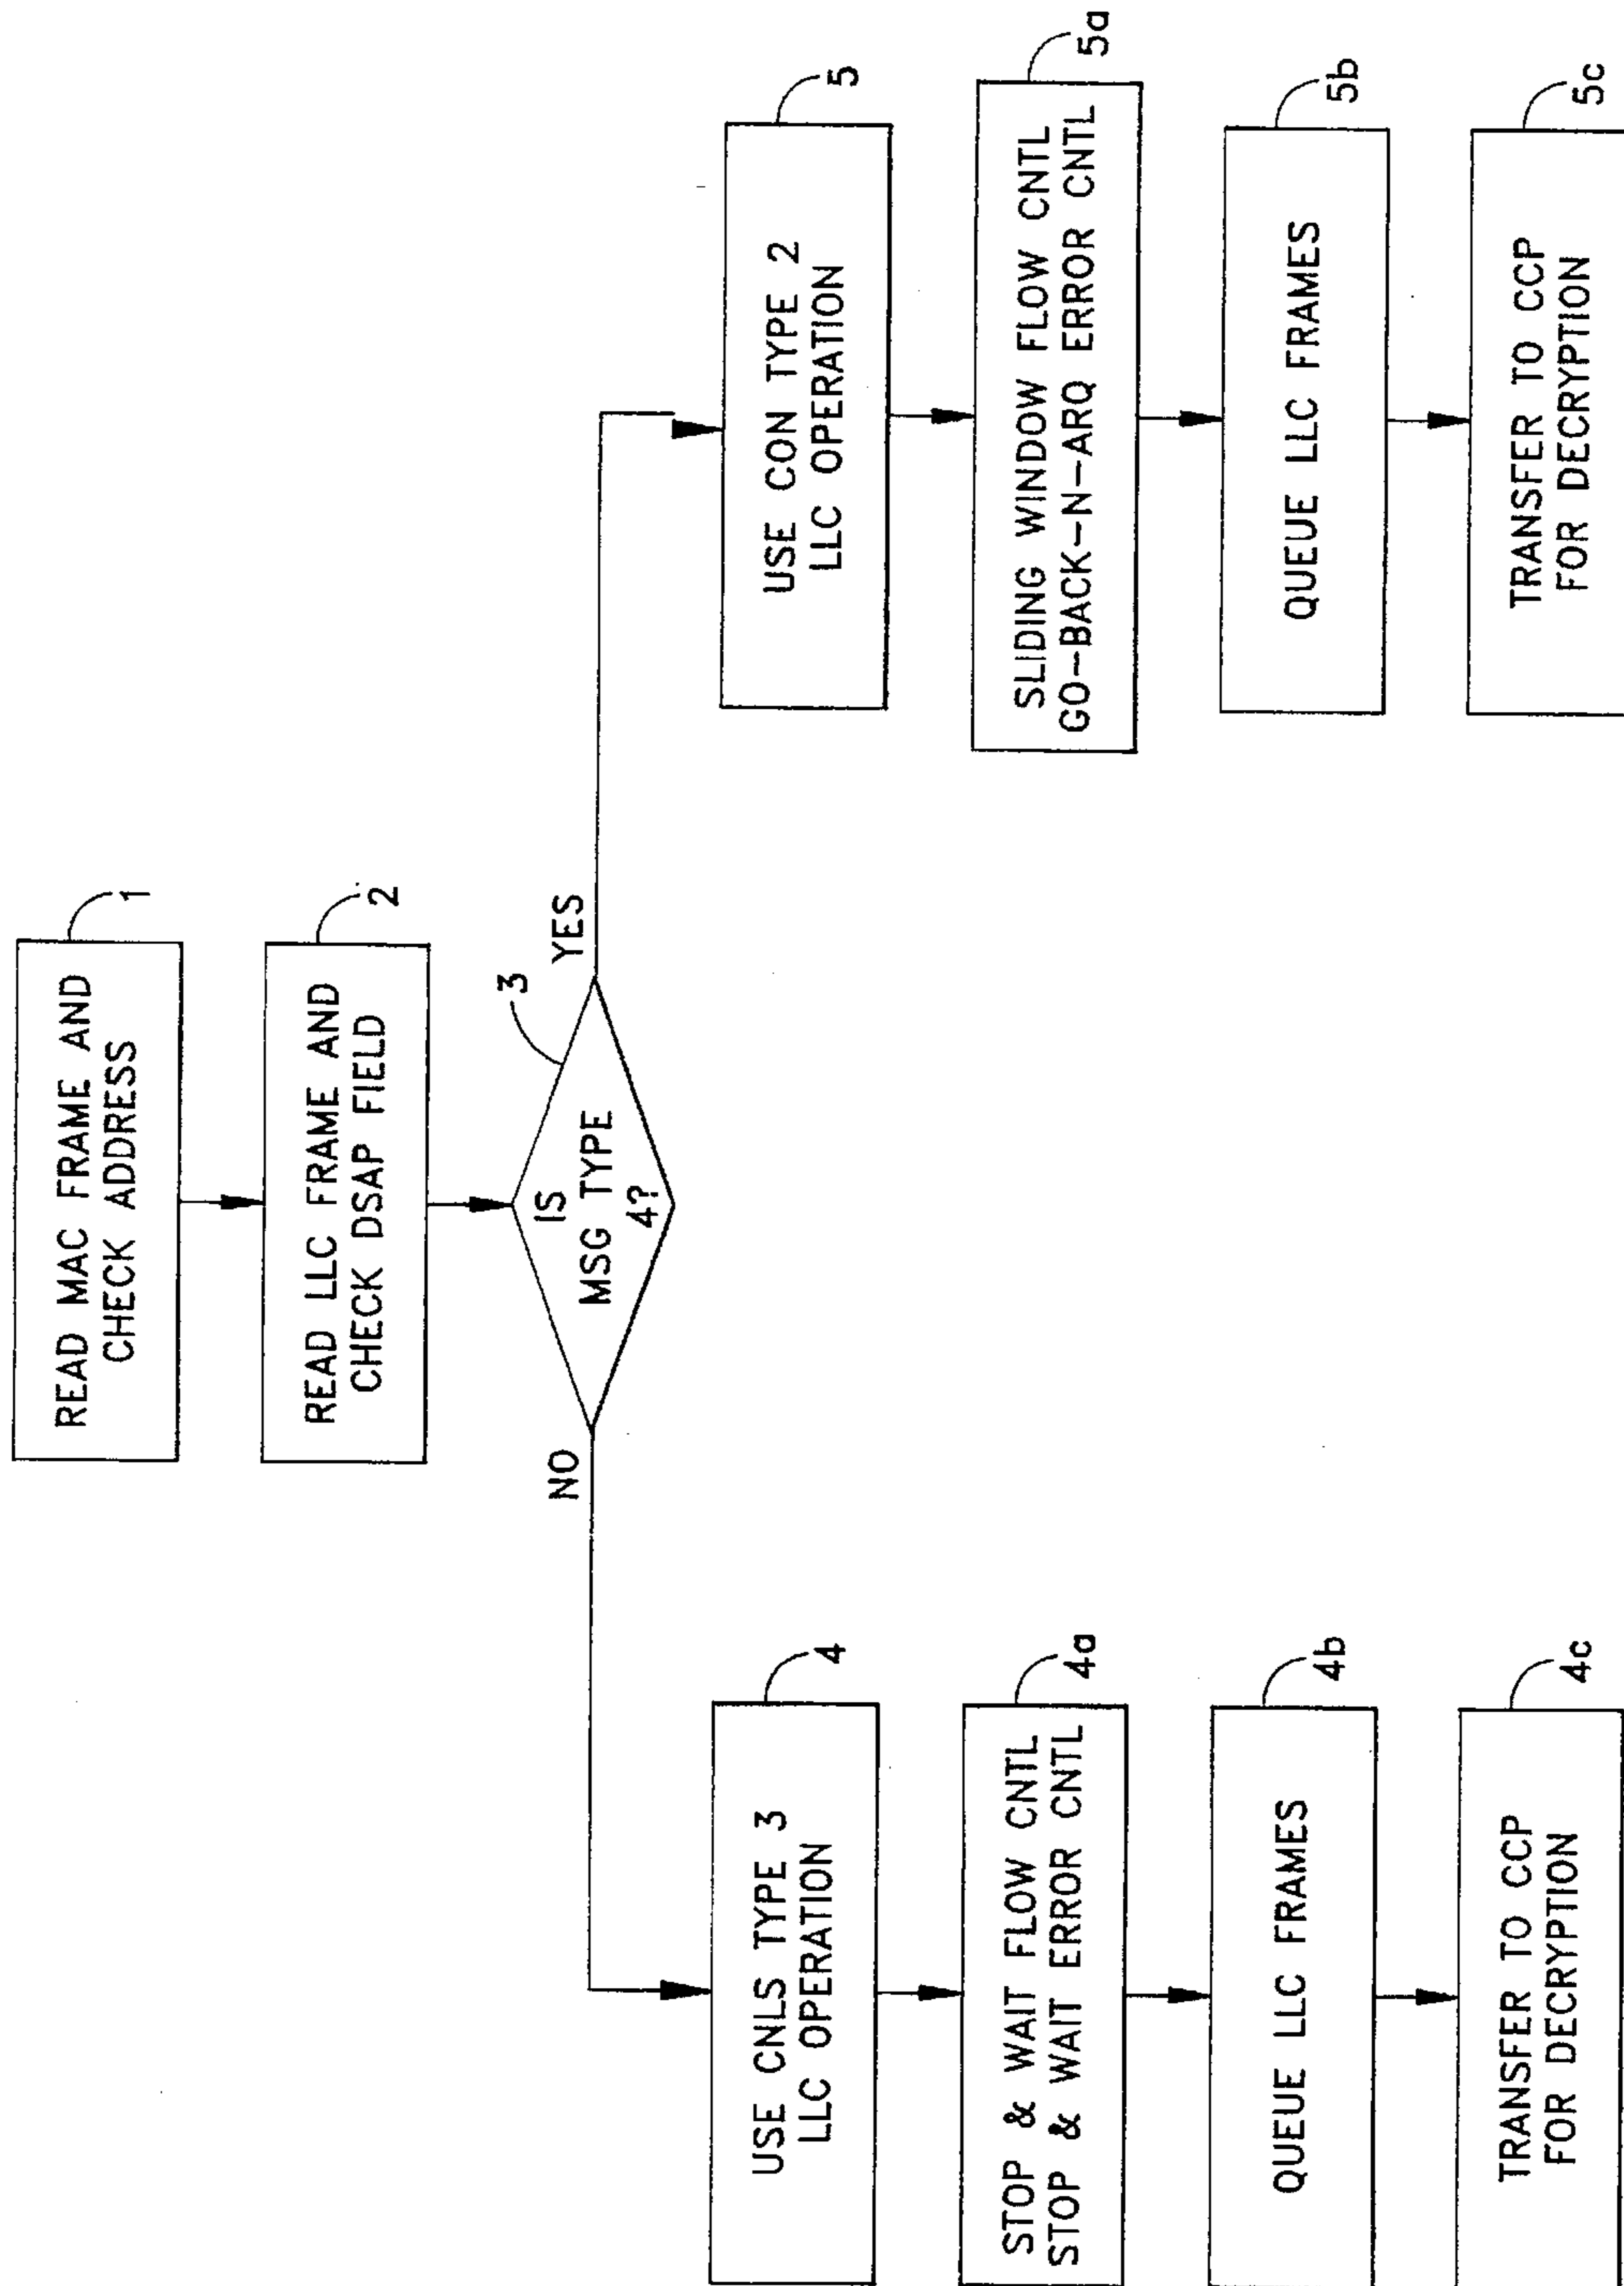 READ MAC FRAME AND
CHECK ADDRESS
1
READ LLC FRAME AND
CHECK DSAP FIELD
2
IS
MSG TYPE
4?
3
NO
YES
USE CNLS TYPE 3
LLC OPERATION
4
STOP & WAIT FLOW CNTL
STOP & WAIT ERROR CNTL
4a
QUEUE LLC FRAMES
4b
TRANSFER TO CCP
FOR DECRYPTION
4c
USE CON TYPE 2
LLC OPERATION
5
SLIDING WINDOW FLOW CNTL
GO-BACK-N-ARQ ERROR CNTL
5a
QUEUE LLC FRAMES
5b
TRANSFER TO CCP
FOR DECRYPTION
5c